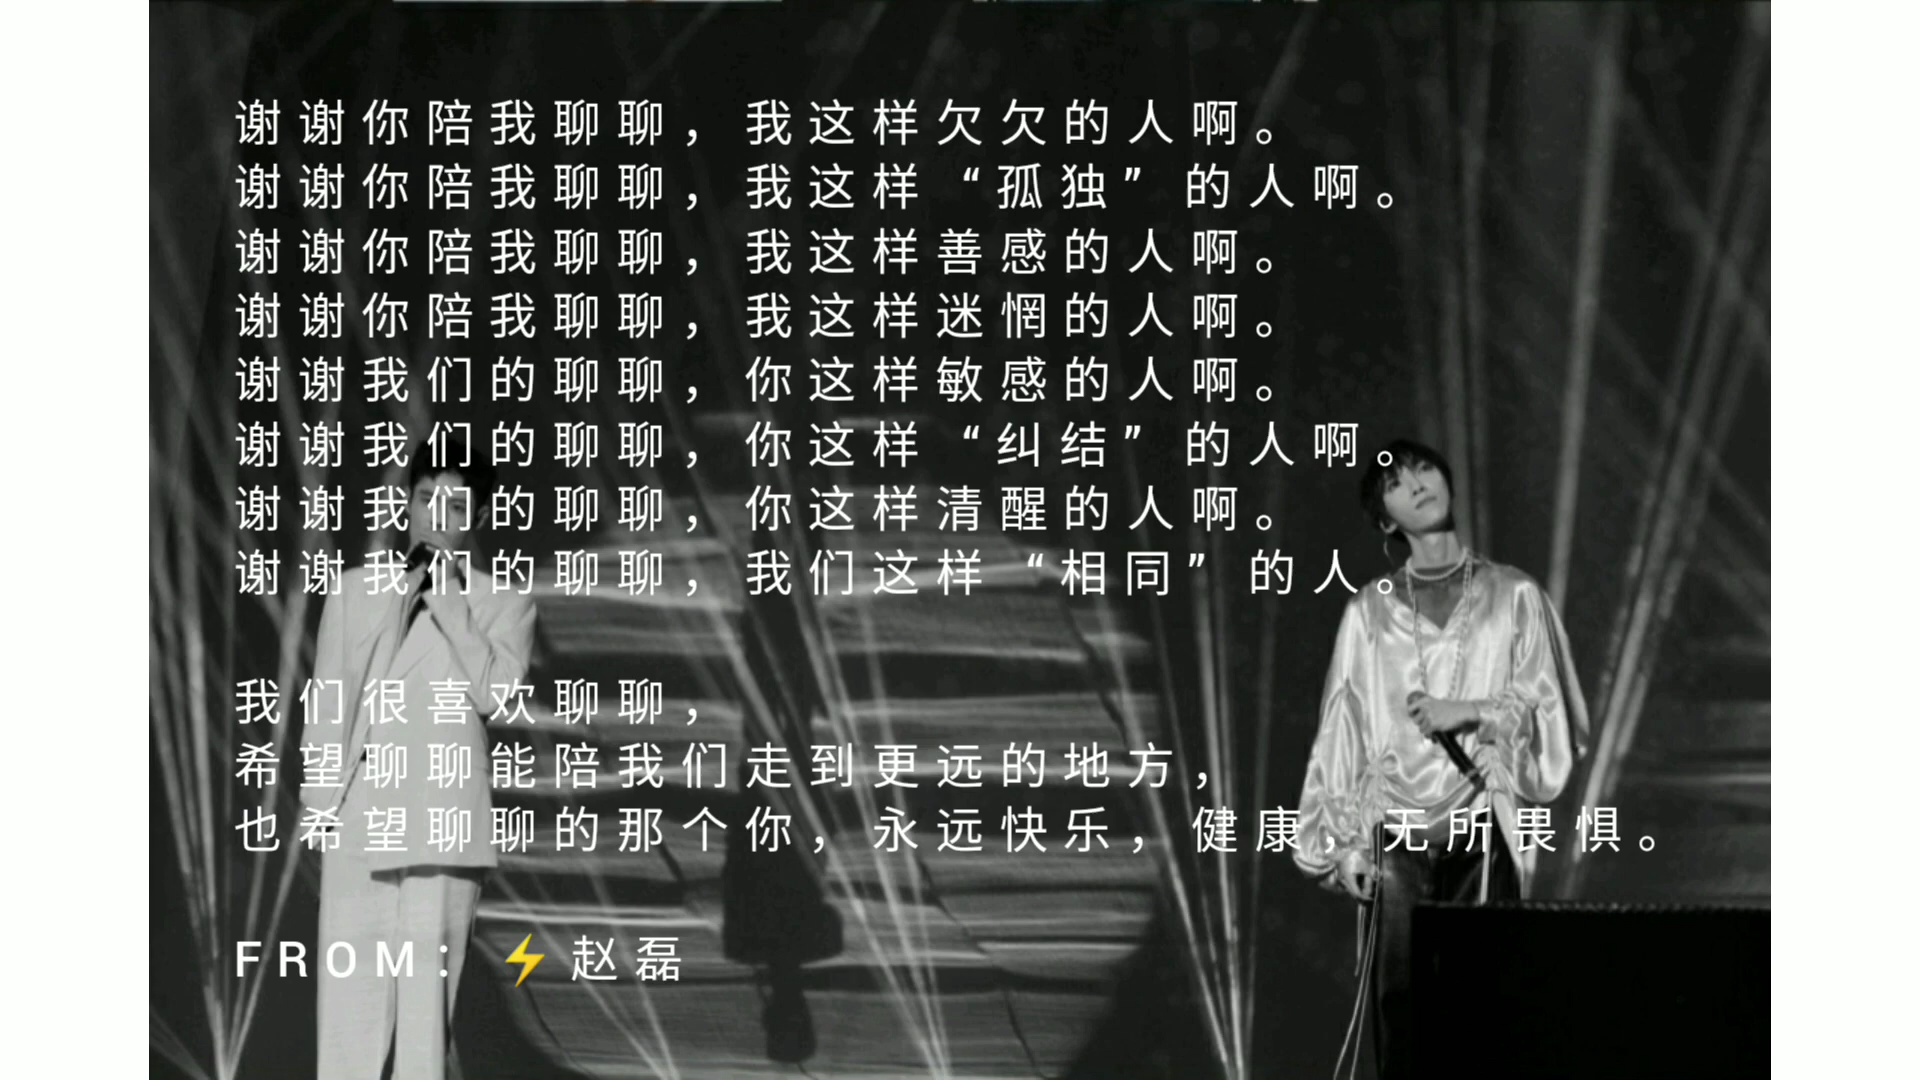 谢谢你陪我聊聊，我这样欠欠的人啊。
谢谢你陪我聊聊，我这样“孤独”的人啊。
谢谢你陪我聊聊，我这样善感的人啊。
谢谢你陪我聊聊，我这样迷惘的人啊。
谢谢我们的聊聊，你这样敏感的人啊。
谢谢我们的聊聊，你这样“纠结”的人啊。
谢谢我们的聊聊，你这样清醒的人啊。
谢谢我们的聊聊，我们这样“相同”的人。
我们很喜欢聊聊，
希望聊聊能陪我们走到更远的地方，
也希望聊聊的那个你，永远快乐，健康，无所畏惧。
FROM：⚡赵磊